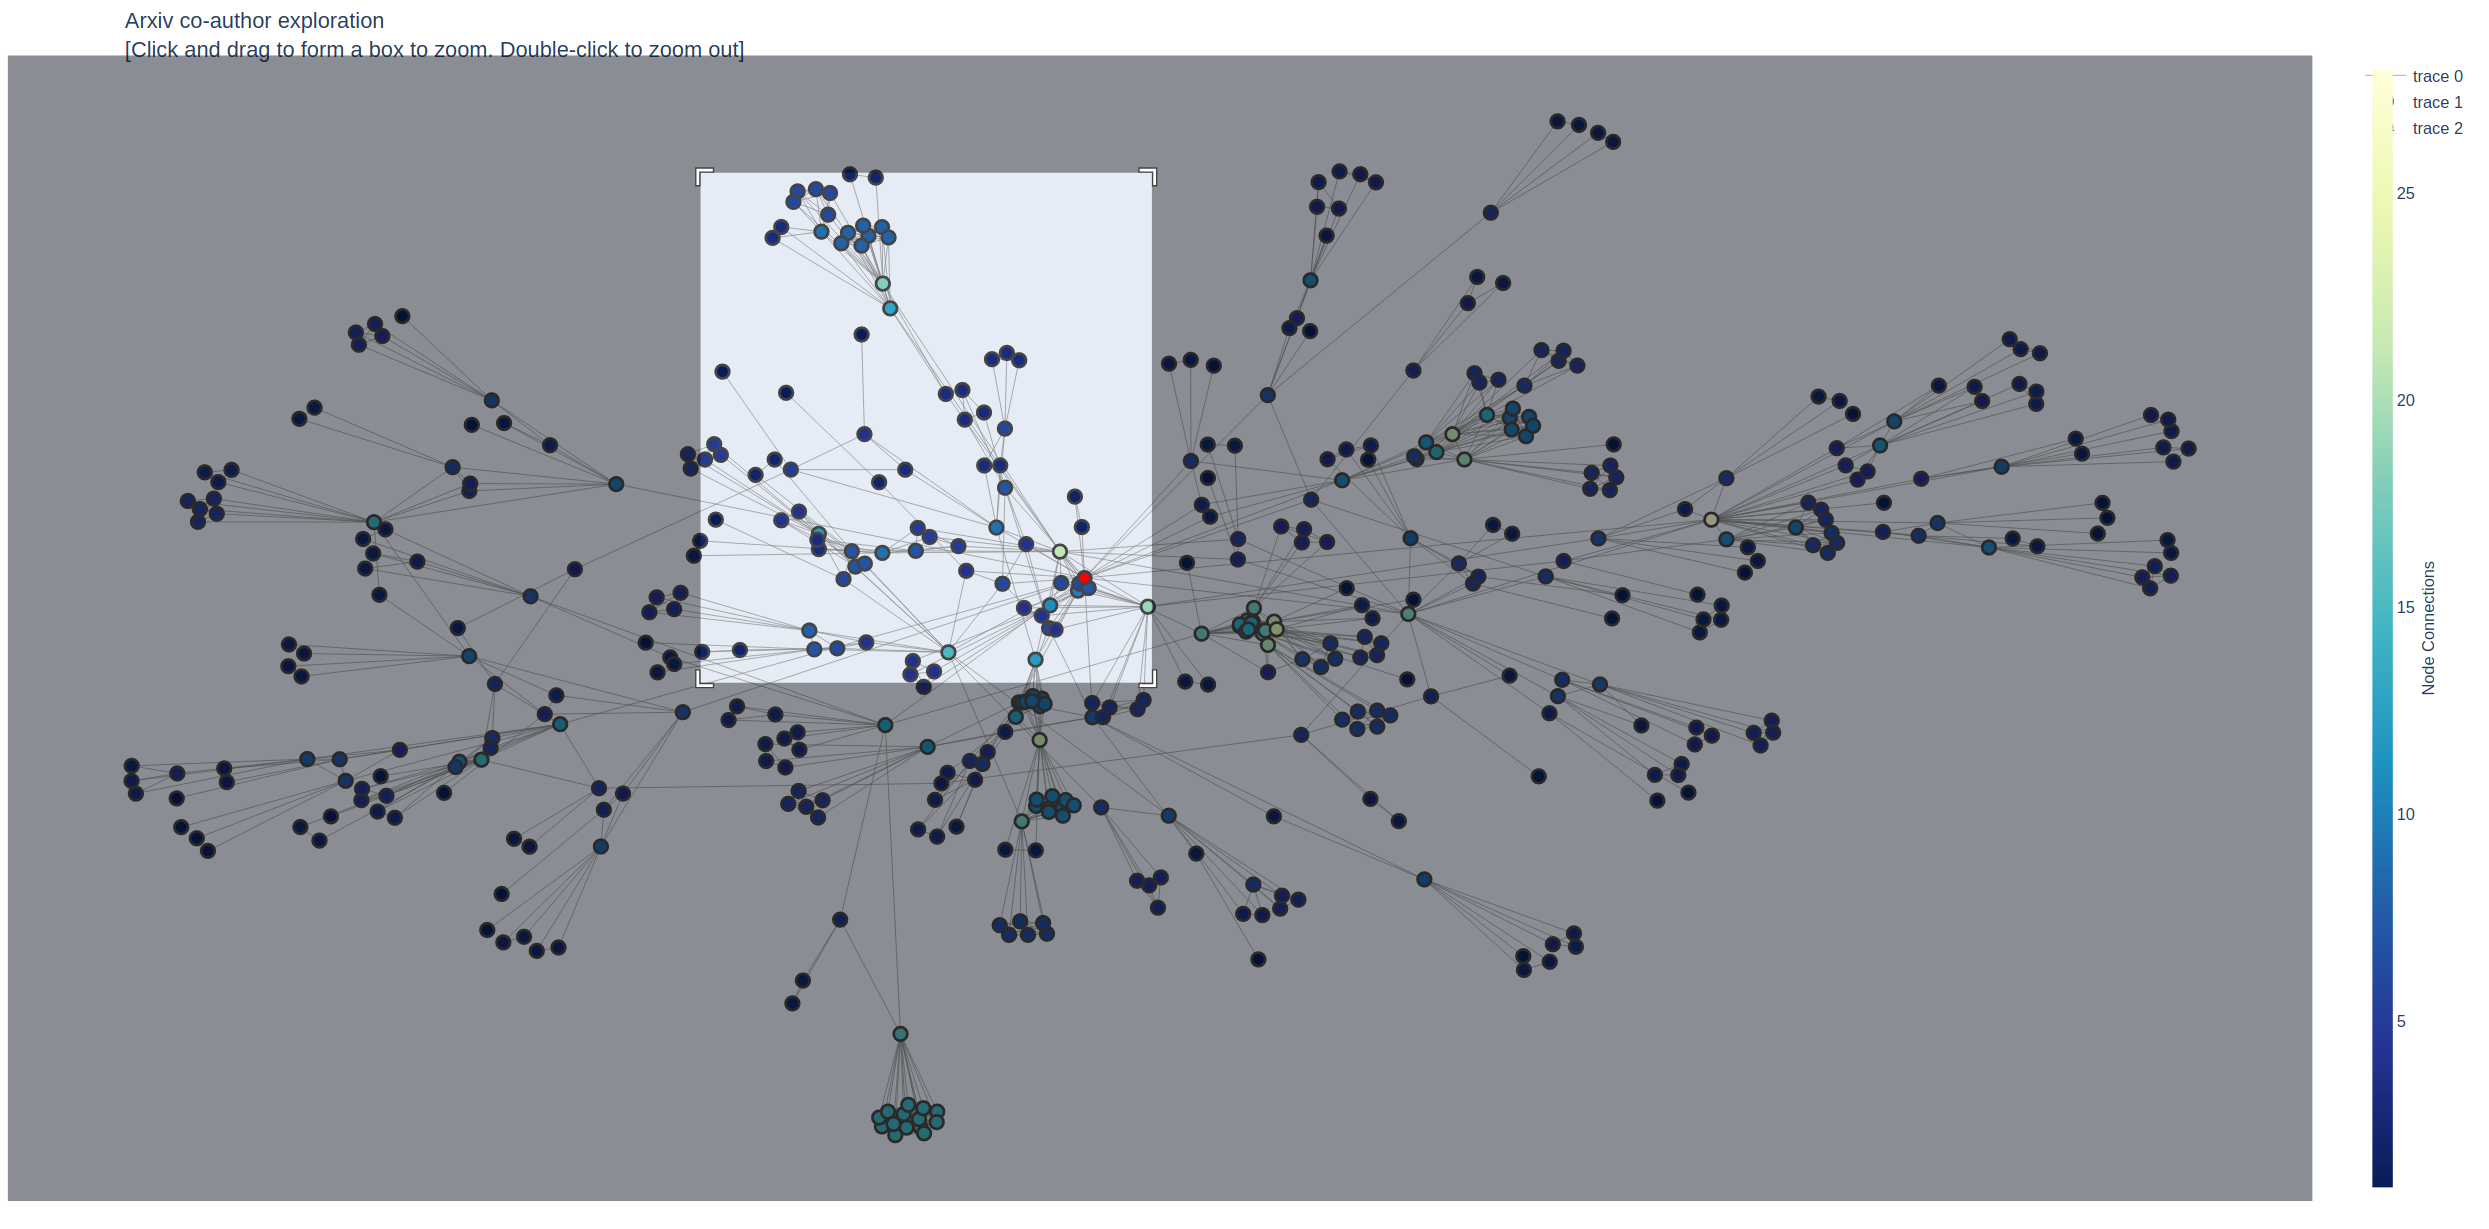 Arxiv co-author exploration
[Click and drag to form a box to zoom. Double-click to zoom out]
trace 0
trace 1
trace 2
25
20
15
10
5
Node Connections